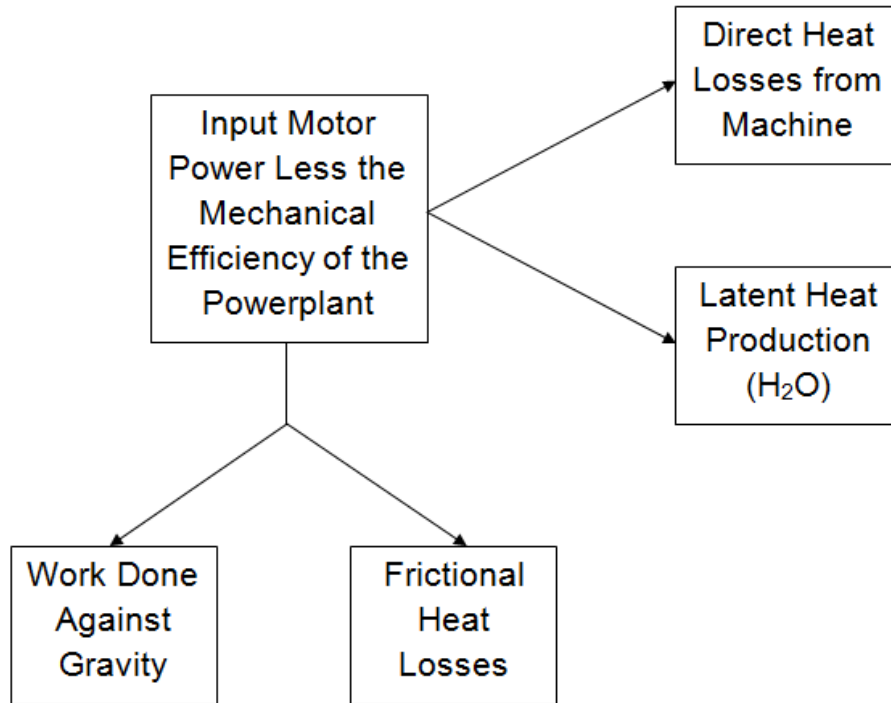 Direct Heat
Losses from
Machine
Input Motor
Power Less the
Mechanical
Efficiency of the
Powerplant
Latent Heat
Production
(H₂O)
Work Done
Against
Gravity
Frictional
Heat
Losses